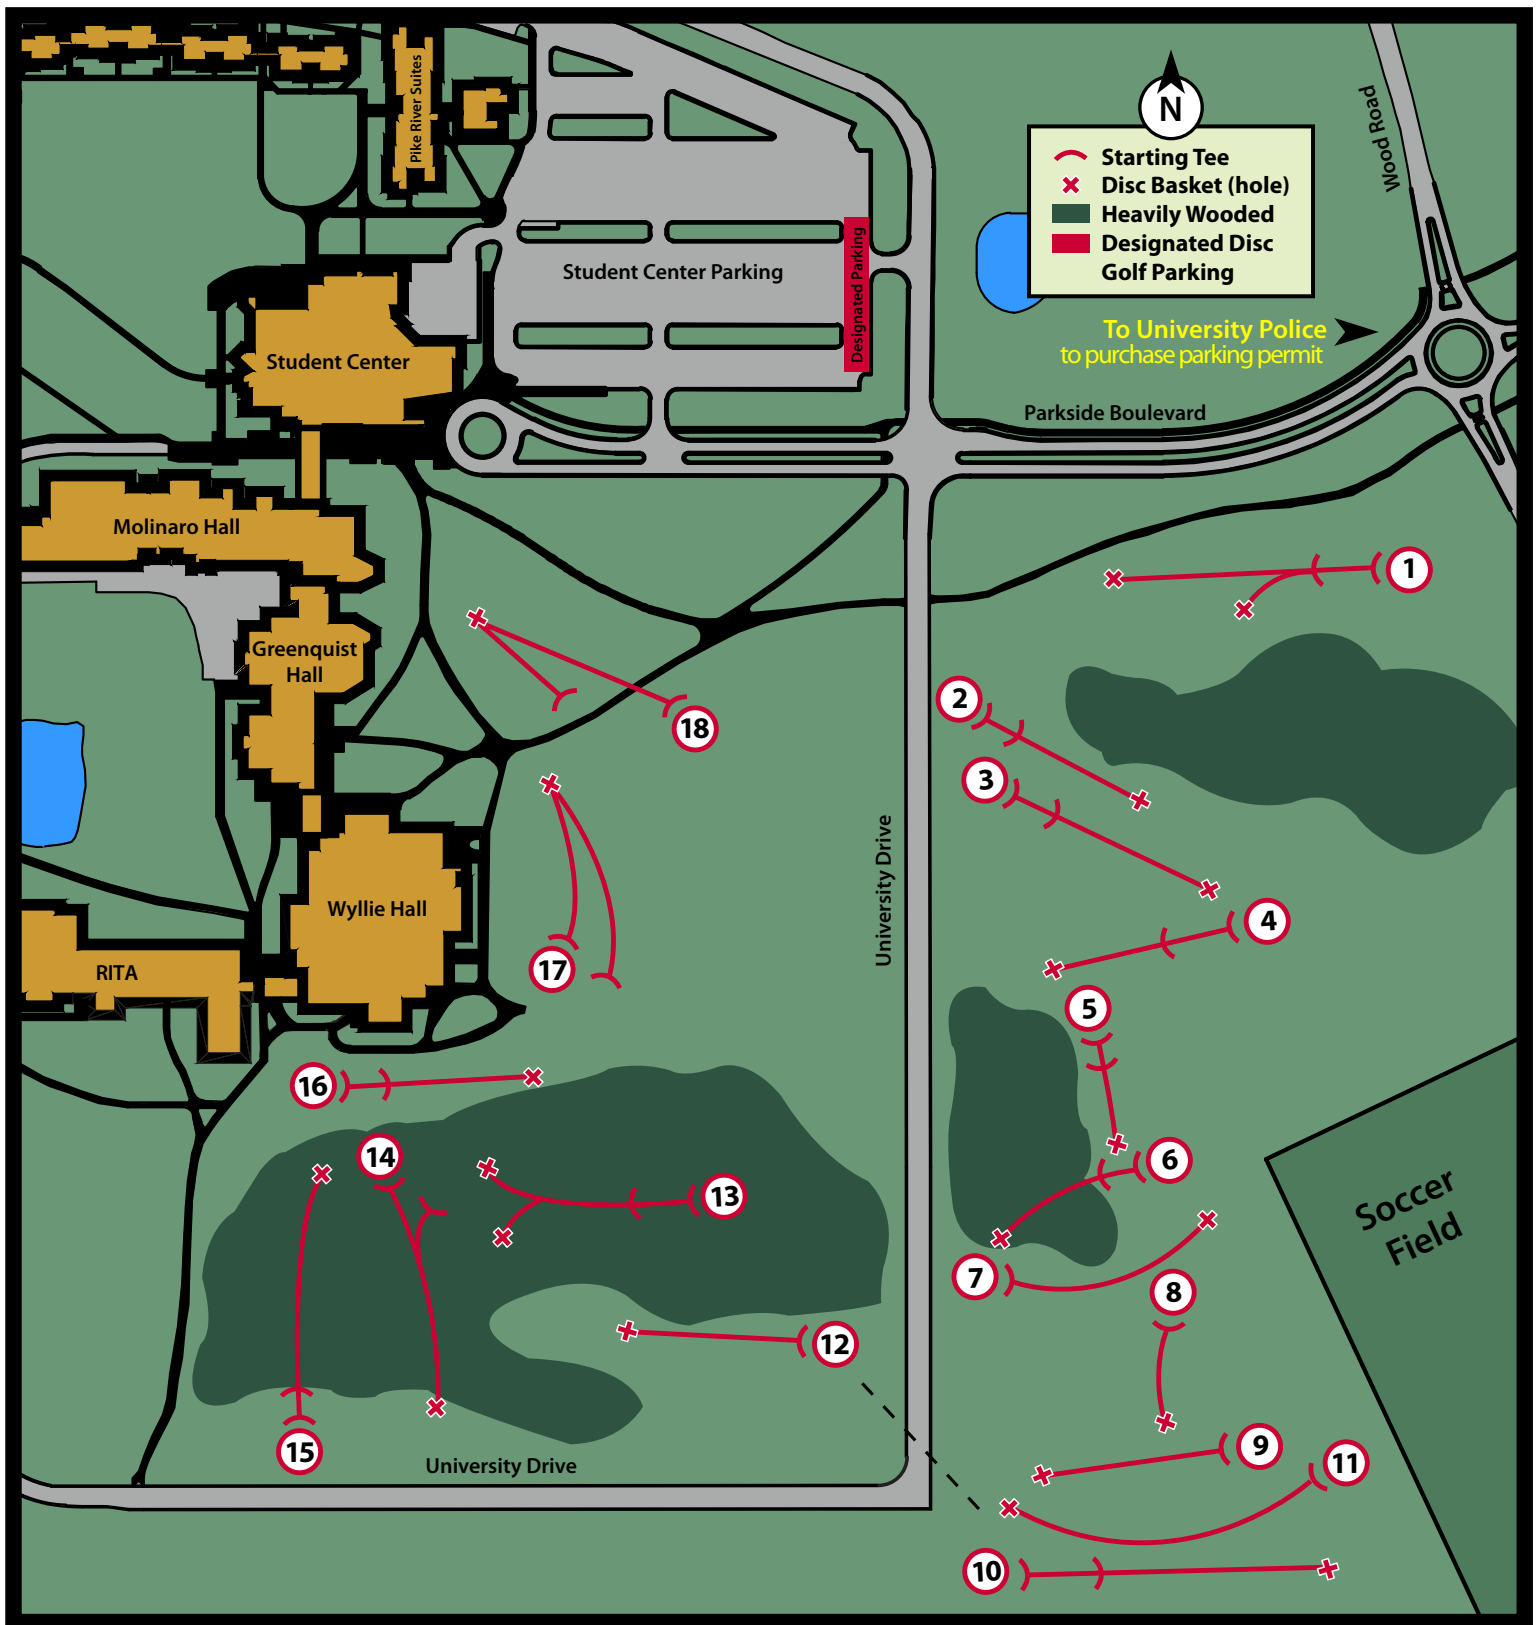 Pike River Suites
Wood Road
N
Starting Tee
Disc Basket (hole)
Heavily Wooded
Designated Disc
Golf Parking
Student Center Parking
Designated Parking
To University Police
to purchase parking permit
Student Center
Parkside Boulevard
Molinaro Hall
1
Greenquist
Hall
2
18
3
University Drive
Wyllie Hall
4
RITA
17
5
16
14
6
13
Soccer
Field
7
8
12
15
9
11
University Drive
10